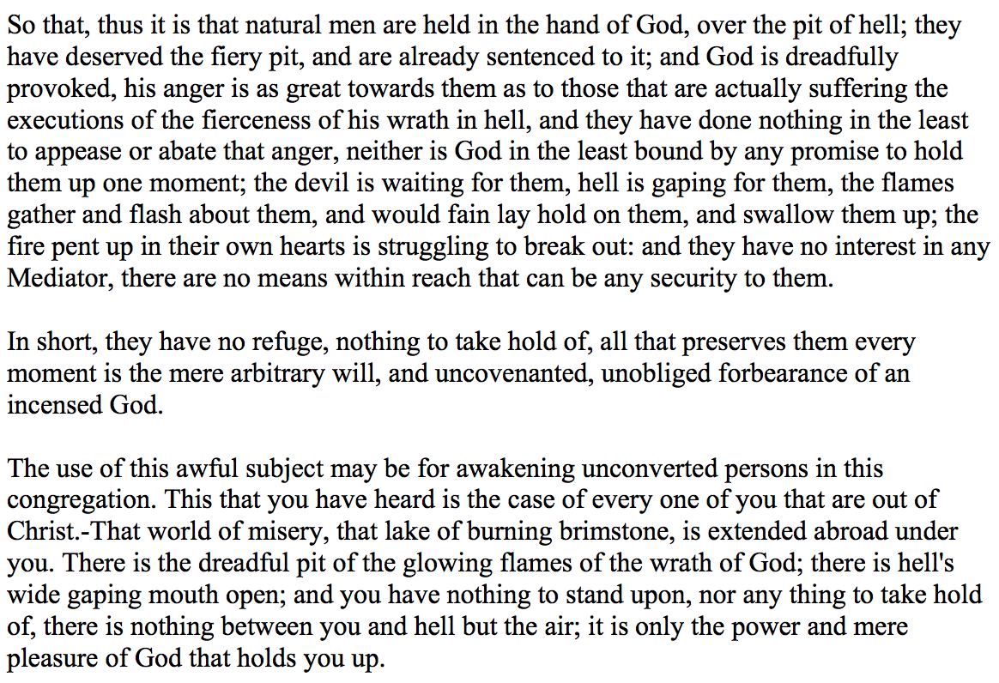 So that, thus it is that natural men are held in the hand of God, over the pit of hell; they
have deserved the fiery pit, and are already sentenced to it; and God is dreadfully
provoked, his anger is as great towards them as to those that are actually suffering the
executions of the fierceness of his wrath in hell, and they have done nothing in the least
to appease or abate that anger, neither is God in the least bound by any promise to hold
them up one moment; the devil is waiting for them, hell is gaping for them, the flames
gather and flash about them, and would fain lay hold on them, and swallow them up; the
fire pent up in their own hearts is struggling to break out: and they have no interest in any
Mediator, there are no means within reach that can be any security to them.

In short, they have no refuge, nothing to take hold of, all that preserves them every
moment is the mere arbitrary will, and uncovenanted, unobliged forbearance of an
incensed God.

The use of this awful subject may be for awakening unconverted persons in this
congregation. This that you have heard is the case of every one of you that are out of
Christ.-That world of misery, that lake of burning brimstone, is extended abroad under
you. There is the dreadful pit of the glowing flames of the wrath of God; there is hell's
wide gaping mouth open; and you have nothing to stand upon, nor any thing to take hold
of, there is nothing between you and hell but the air; it is only the power and mere
pleasure of God that holds you up.